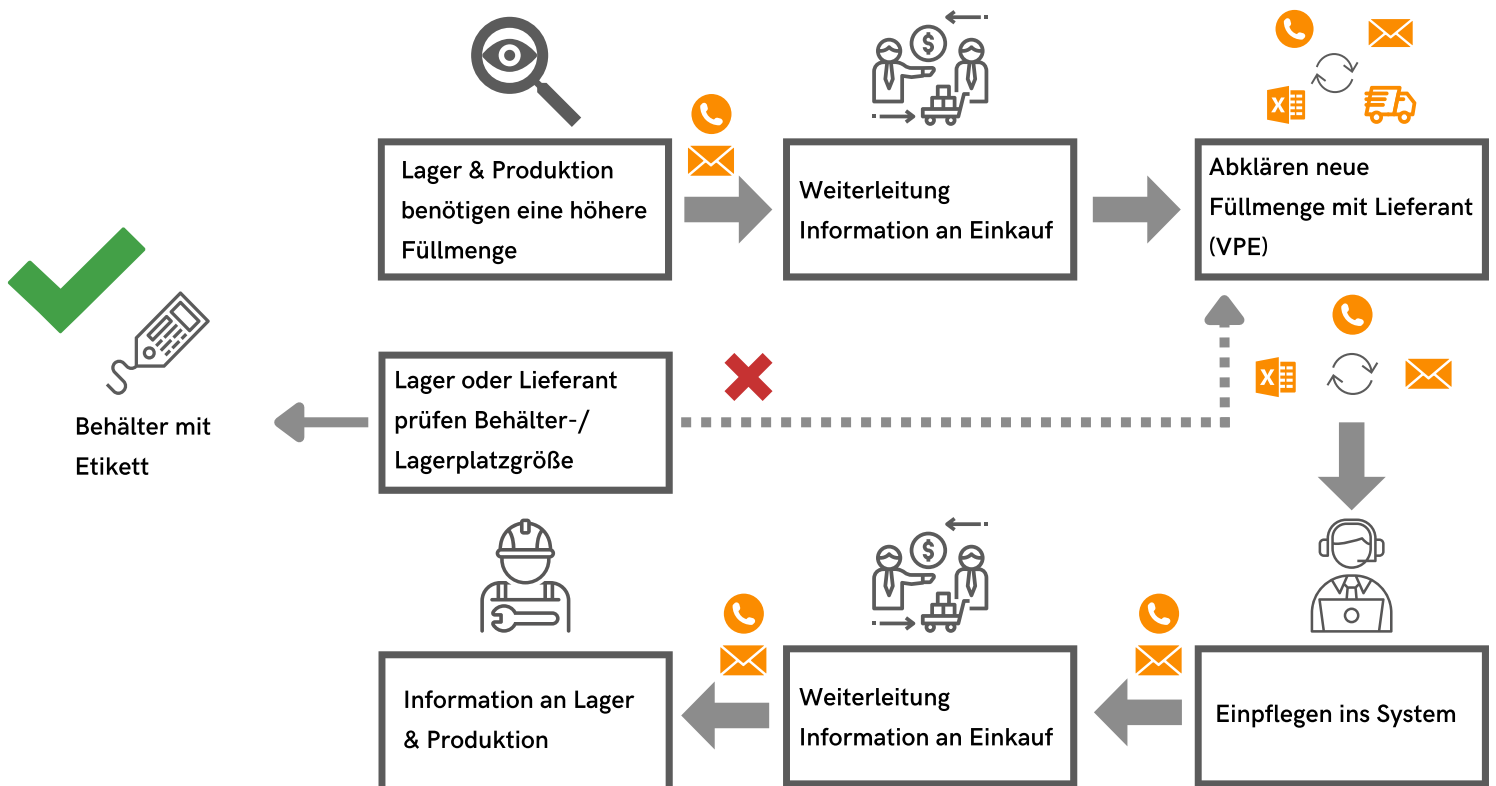 Lager & Produktion
benötigen eine höhere
Füllmenge
Weiterleitung
Information an Einkauf
Abklären neue
Füllmenge mit Lieferant
(VPE)
Behälter mit
Etikett
Lager oder Lieferant
prüfen Behälter-/
Lagerplatzgröße
Information an Lager
& Produktion
Weiterleitung
Information an Einkauf
Einpflegen ins System